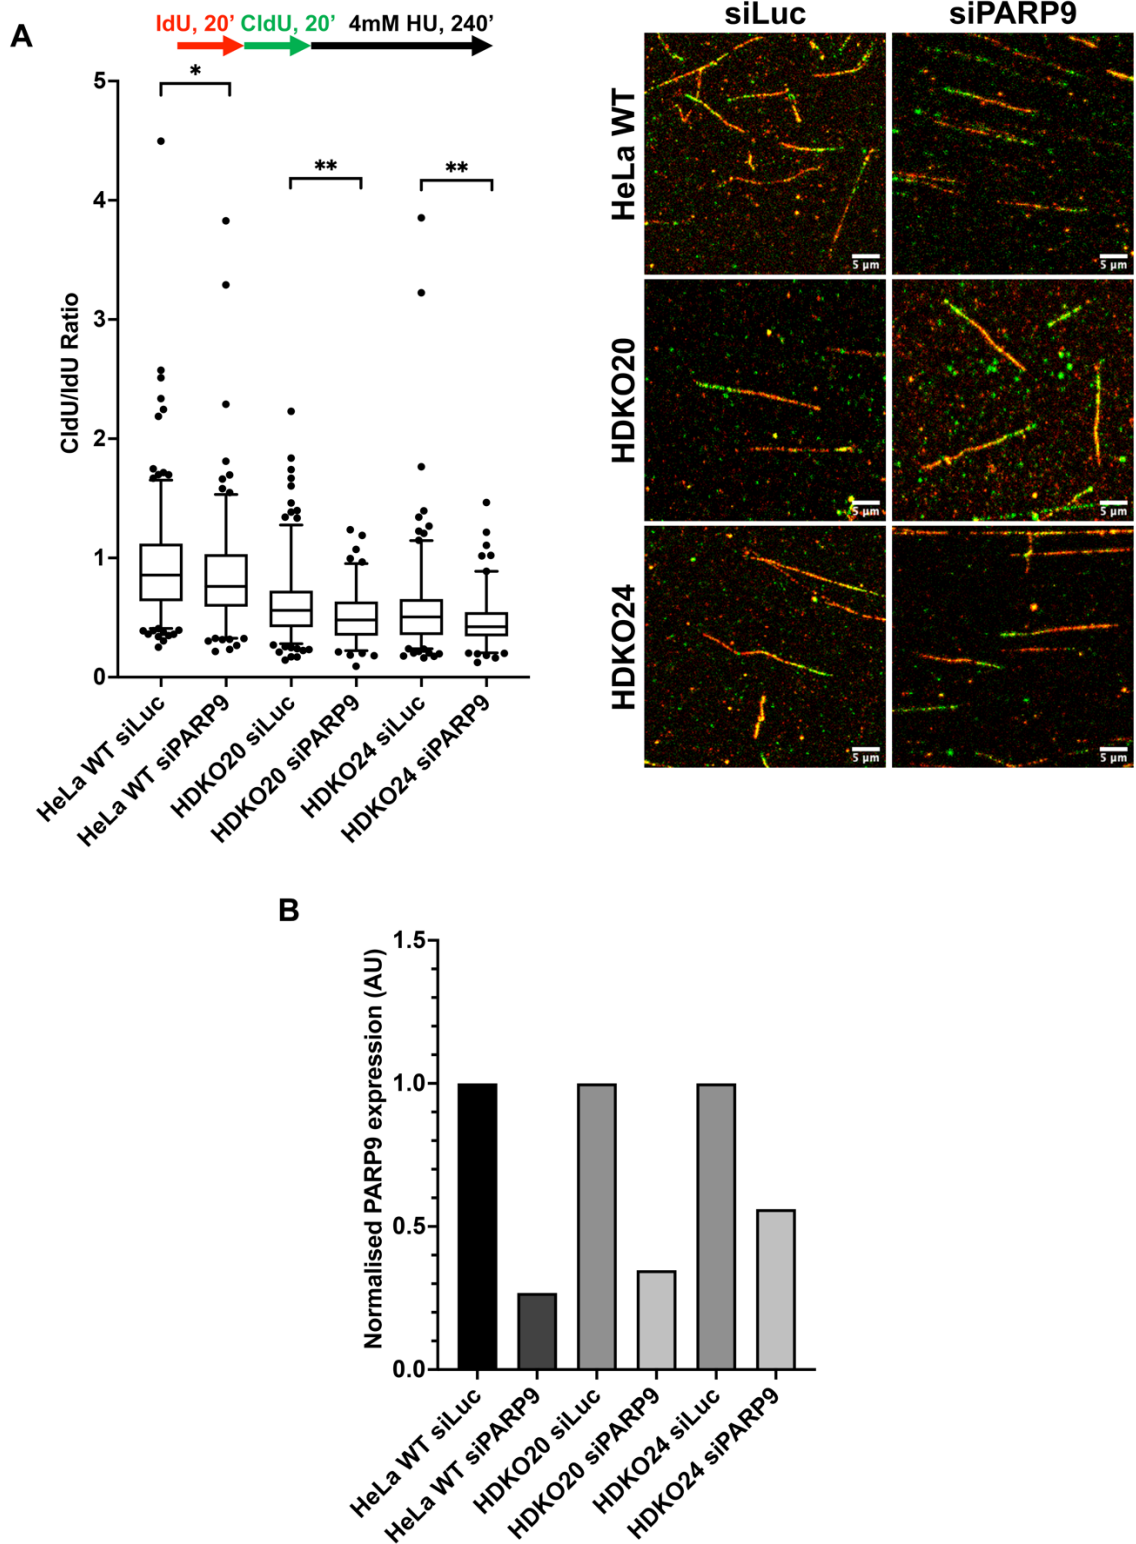 A
IdU, 20’ CldU, 20’ 4mM HU, 240’
5
4
3
2
1
0
CldU/IdU Ratio
*
**
**
HeLa WT siLuc
HeLa WT siPARP9
HDKO20 siLuc
HDKO20 siPARP9
HDKO24 siLuc
HDKO24 siPARP9
siLuc siPARP9
HeLa WT
5 µm
5 µm
HDKO20
5 µm
5 µm
HDKO24
5 µm
5 µm
B
1.5
1.0
0.5
0.0
Normalised PARP9 expression (AU)
HeLa WT siLuc
HeLa WT siPARP9
HDKO20 siLuc
HDKO20 siPARP9
HDKO24 siLuc
HDKO24 siPARP9